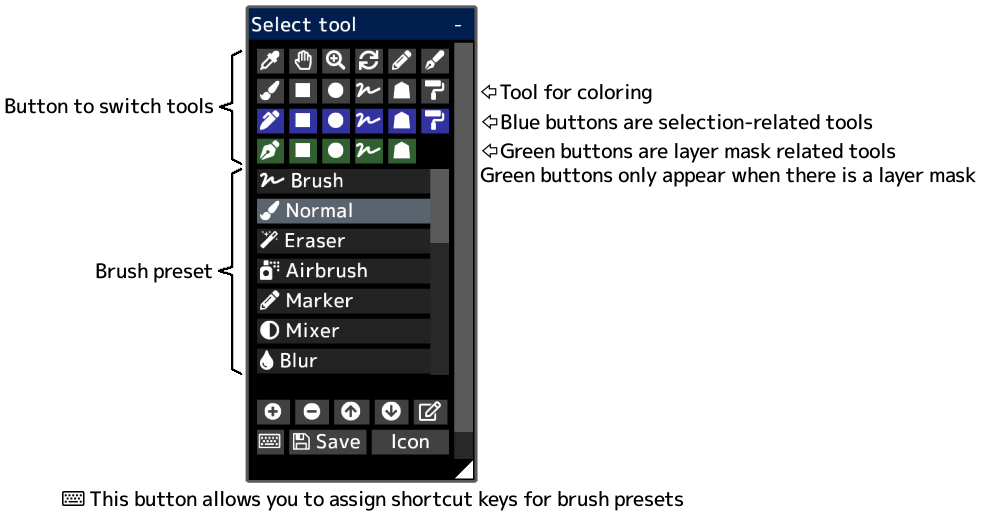 Select tool -
Button to switch tools
⇦Tool for coloring
⇦Blue buttons are selection-related tools
⇦Green buttons are layer mask related tools
Green buttons only appear when there is a layer mask
Brush preset
Brush
Normal
Eraser
Airbrush
Marker
Mixer
Blur
Save Icon
This button allows you to assign shortcut keys for brush presets